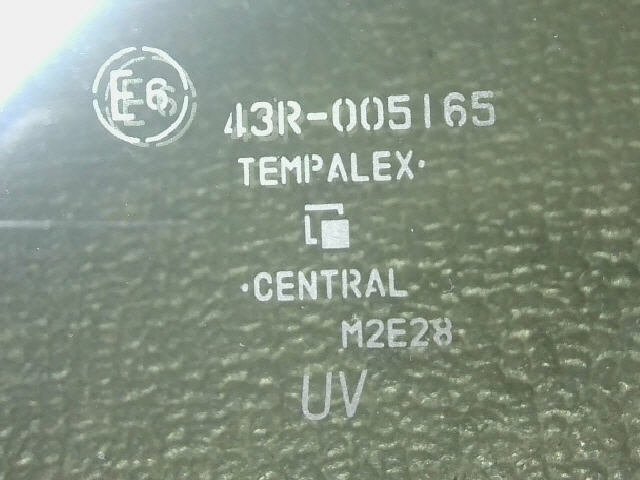 E6
43R-005165
TEMPALEX·
·CENTRAL
M2E28
UV